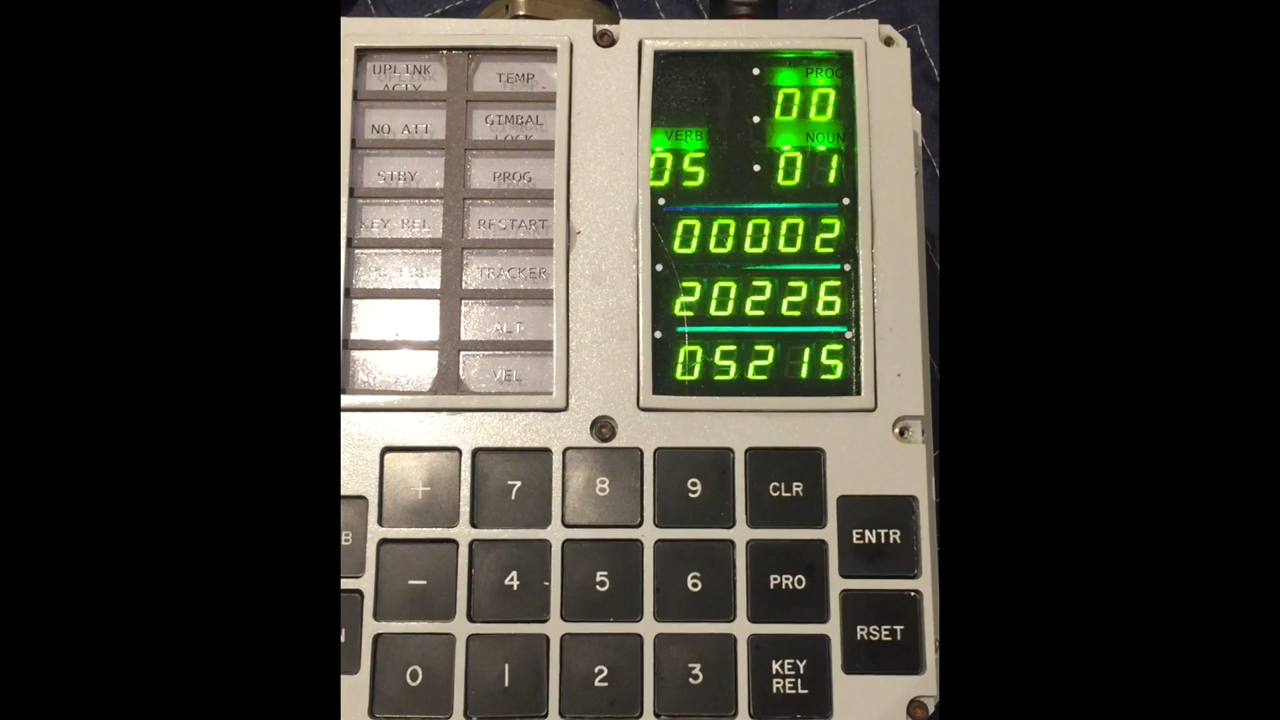 UPLINK ACTY TEMP
NO ATT GIMBAL LOCK
STBY PROG
KEY REL RESTART
TRACKER
ALT
VEL
PROG
00
VERB NOUN
05 01
00002
20226
05215
+ 7 8 9 CLR
B ENTR
− 4 5 6 PRO
RSET
0 1 2 3 KEY REL